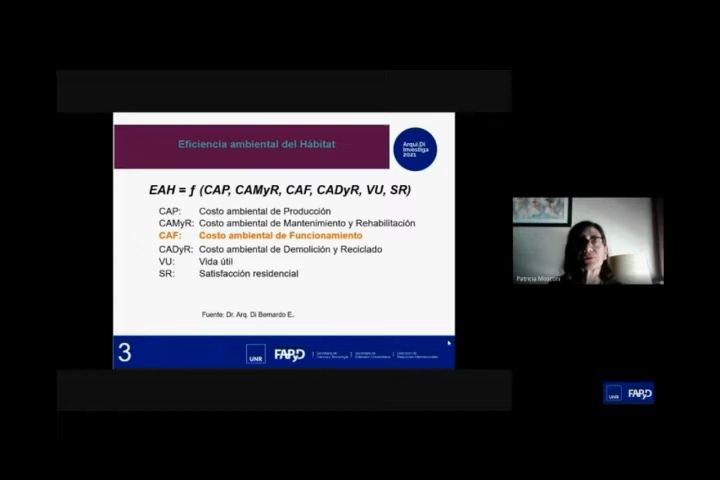 Eficiencia ambiental del Hábitat
Arqui.Di
Investiga
2021
EAH = ƒ (CAP, CAMyR, CAF, CADyR, VU, SR)
CAP: Costo ambiental de Producción
CAMyR: Costo ambiental de Mantenimiento y Rehabilitación
CAF: Costo ambiental de Funcionamiento
CADyR: Costo ambiental de Demolición y Reciclado
VU: Vida útil
SR: Satisfacción residencial
Fuente: Dr. Arq. Di Bernardo E.
3
UNR
FAPyD
Patricia Mosconi
UNR
FAPyD